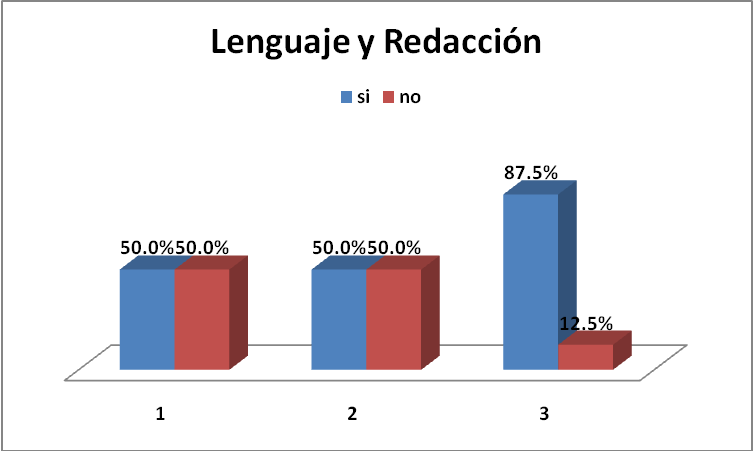 Lenguaje y Redacción
si no
87.5%
50.0% 50.0% 50.0% 50.0%
12.5%
1 2 3